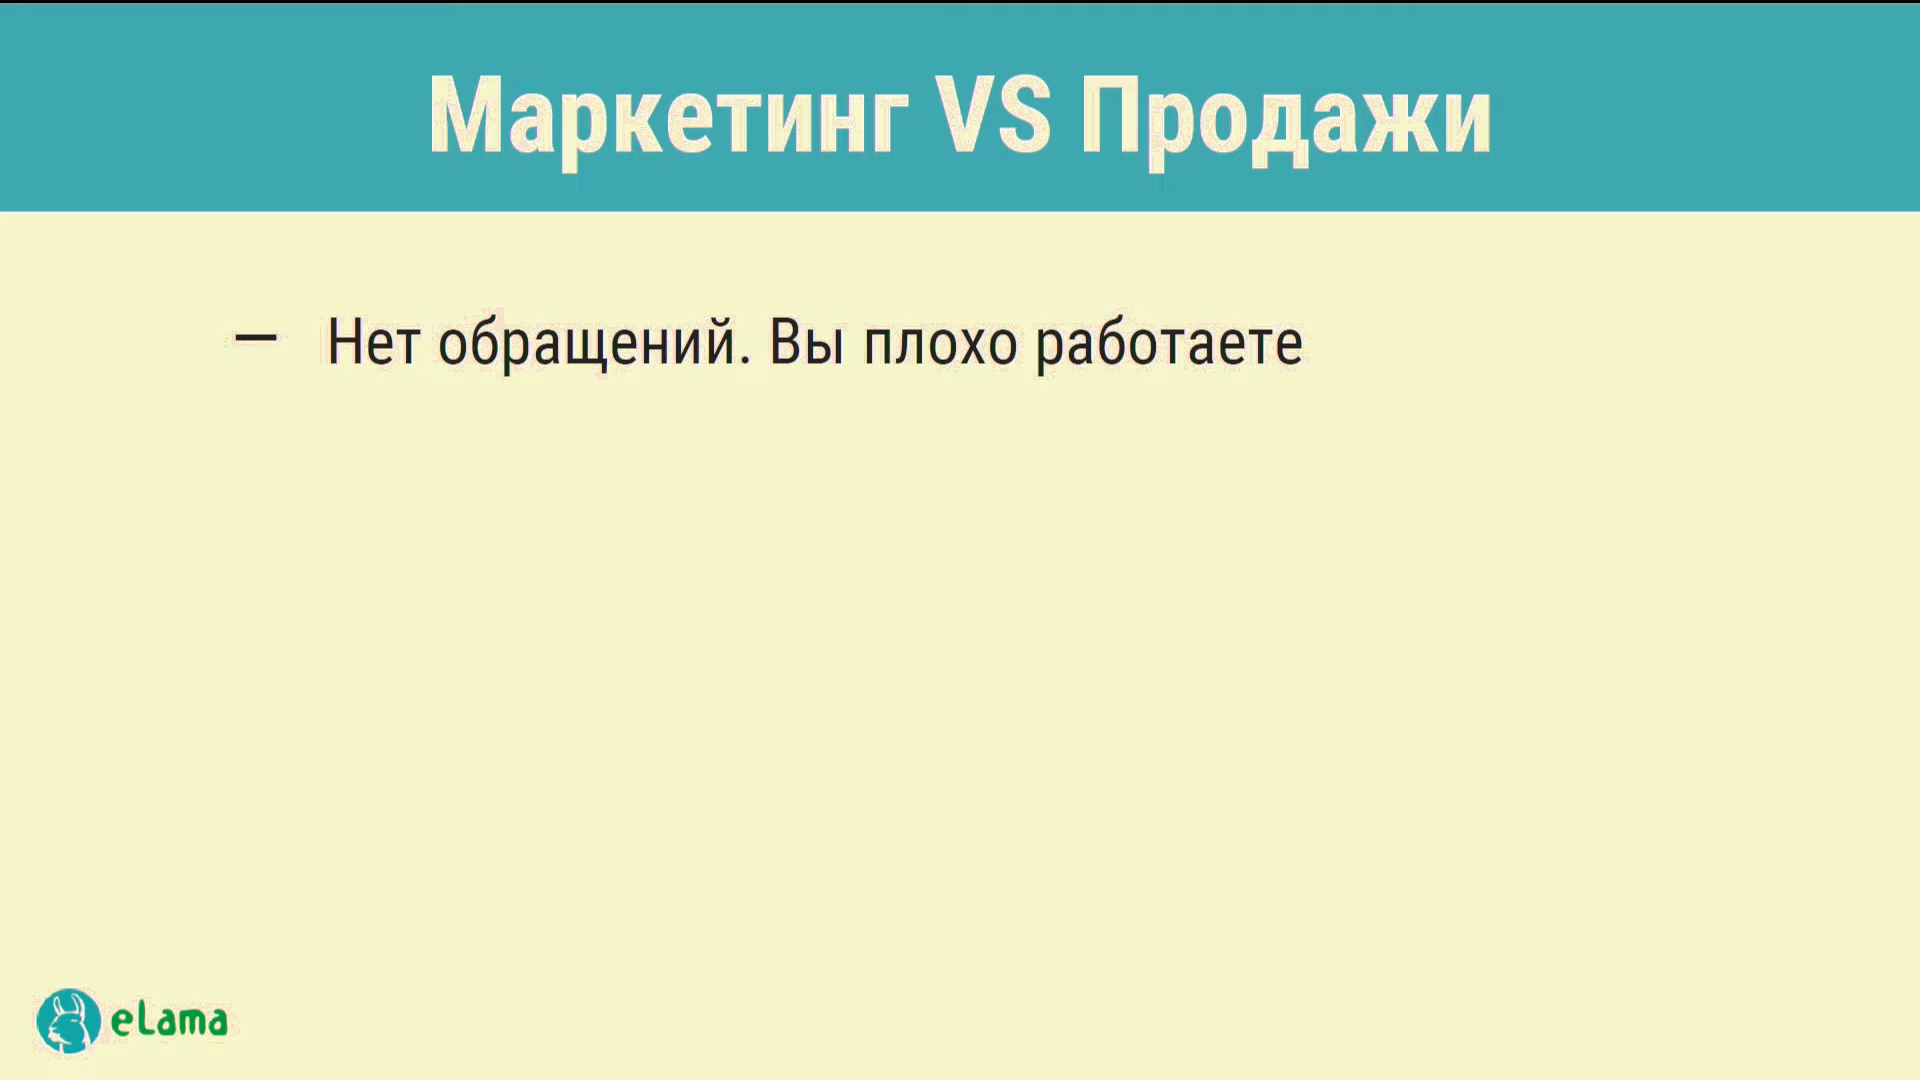 Маркетинг VS Продажи
— Нет обращений. Вы плохо работаете
eLama